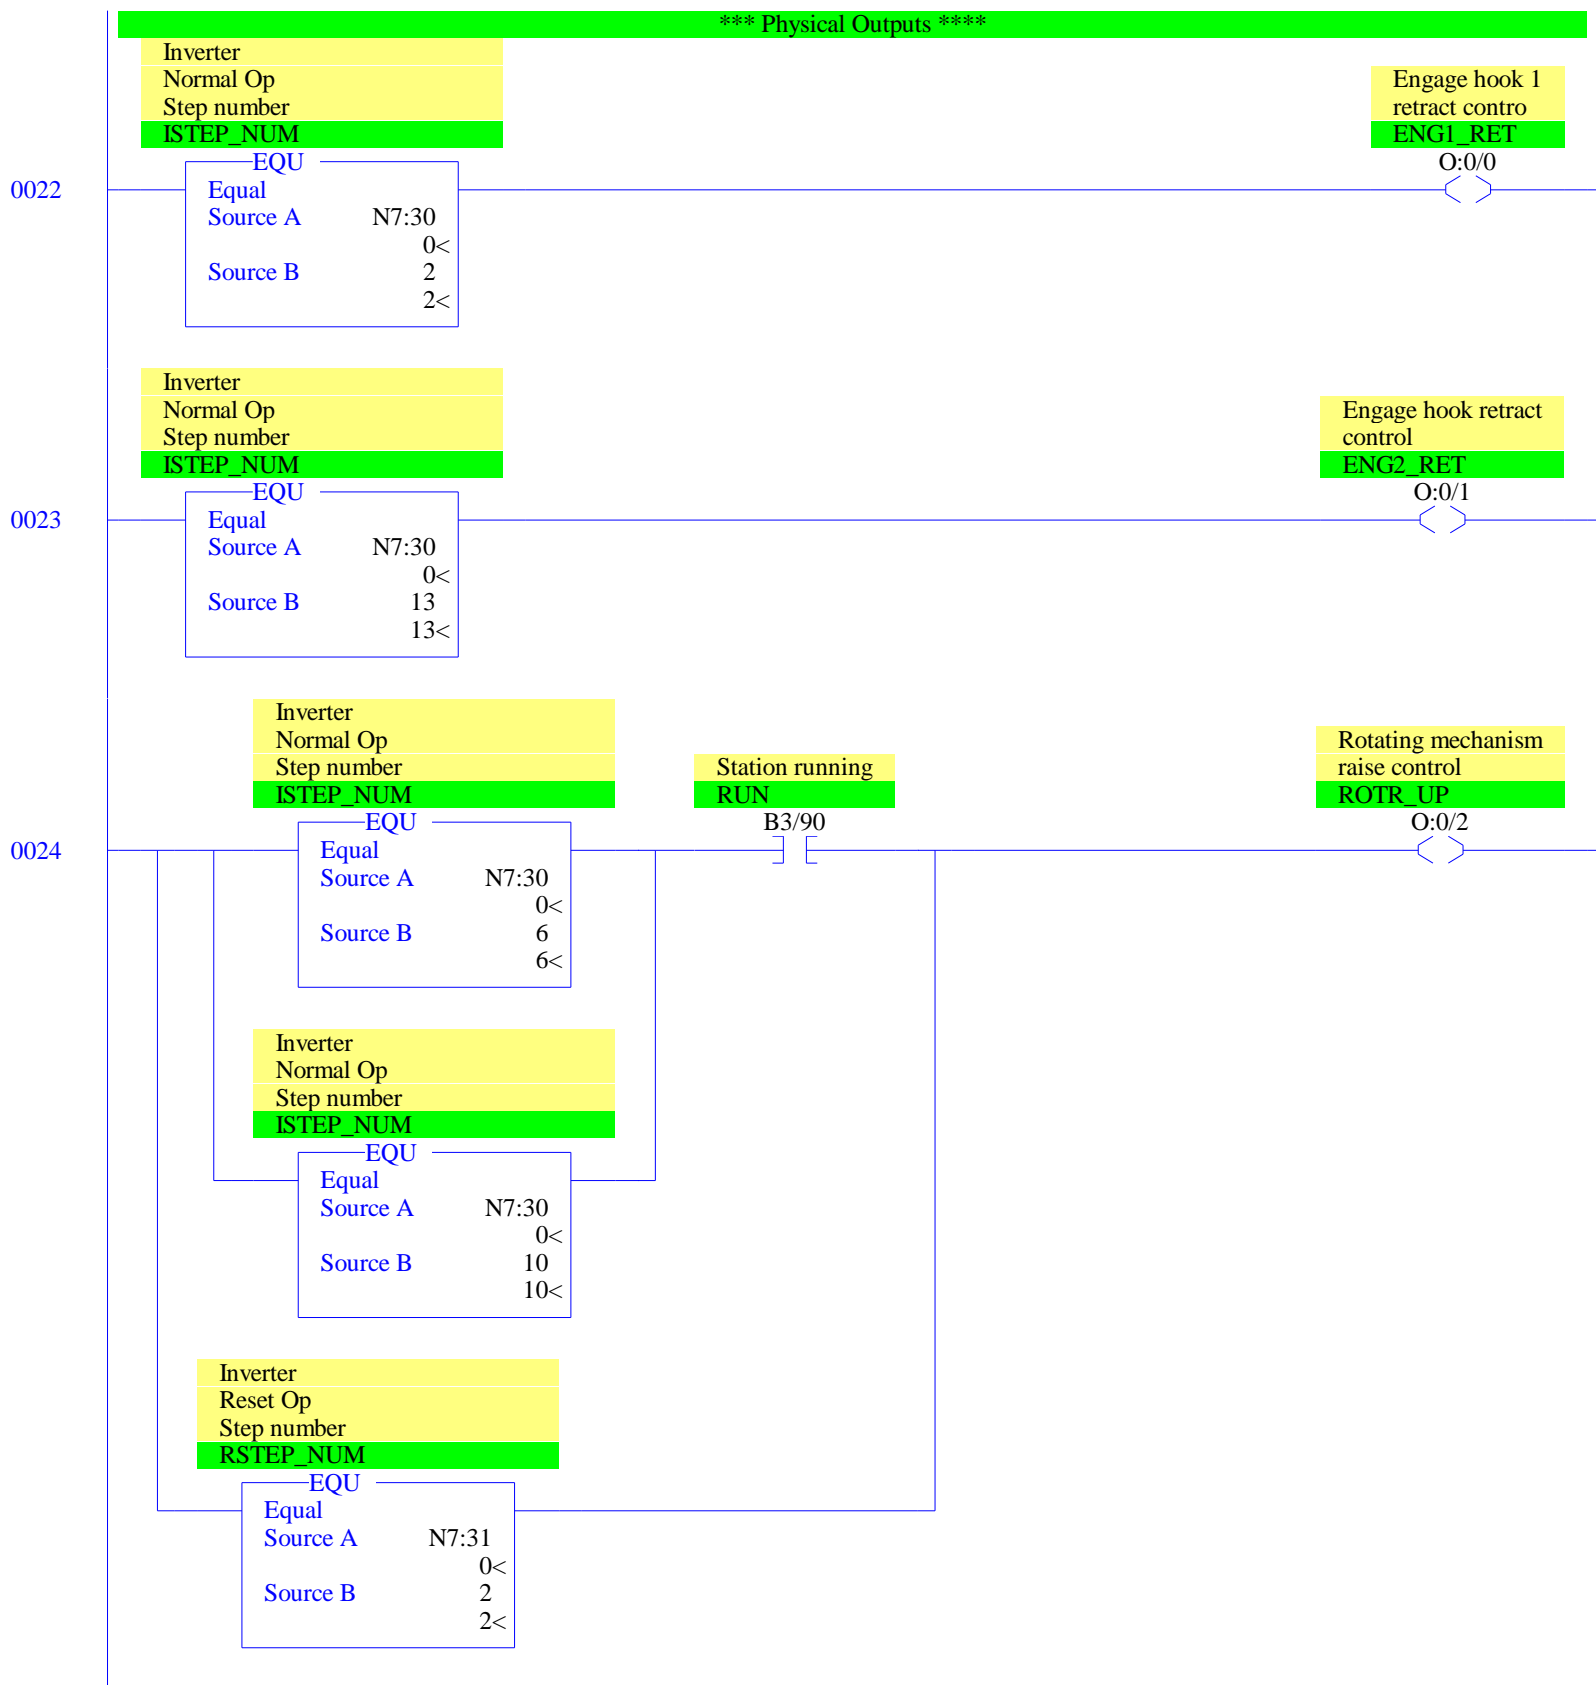 *** Physical Outputs ****
Inverter
Normal Op
Step number
ISTEP_NUM
Engage hook 1
retract contro
ENG1_RET
EQU
O:0/0
0022
Equal
Source A N7:30
0<
Source B 2
2<
Inverter
Normal Op
Step number
ISTEP_NUM
Engage hook retract
control
ENG2_RET
EQU
O:0/1
0023
Equal
Source A N7:30
0<
Source B 13
13<
Inverter
Normal Op
Step number
ISTEP_NUM
Station running
RUN
Rotating mechanism
raise control
ROTR_UP
EQU
B3/90
O:0/2
0024
Equal
Source A N7:30
0<
Source B 6
6<
Inverter
Normal Op
Step number
ISTEP_NUM
EQU
Equal
Source A N7:30
0<
Source B 10
10<
Inverter
Reset Op
Step number
RSTEP_NUM
EQU
Equal
Source A N7:31
0<
Source B 2
2<